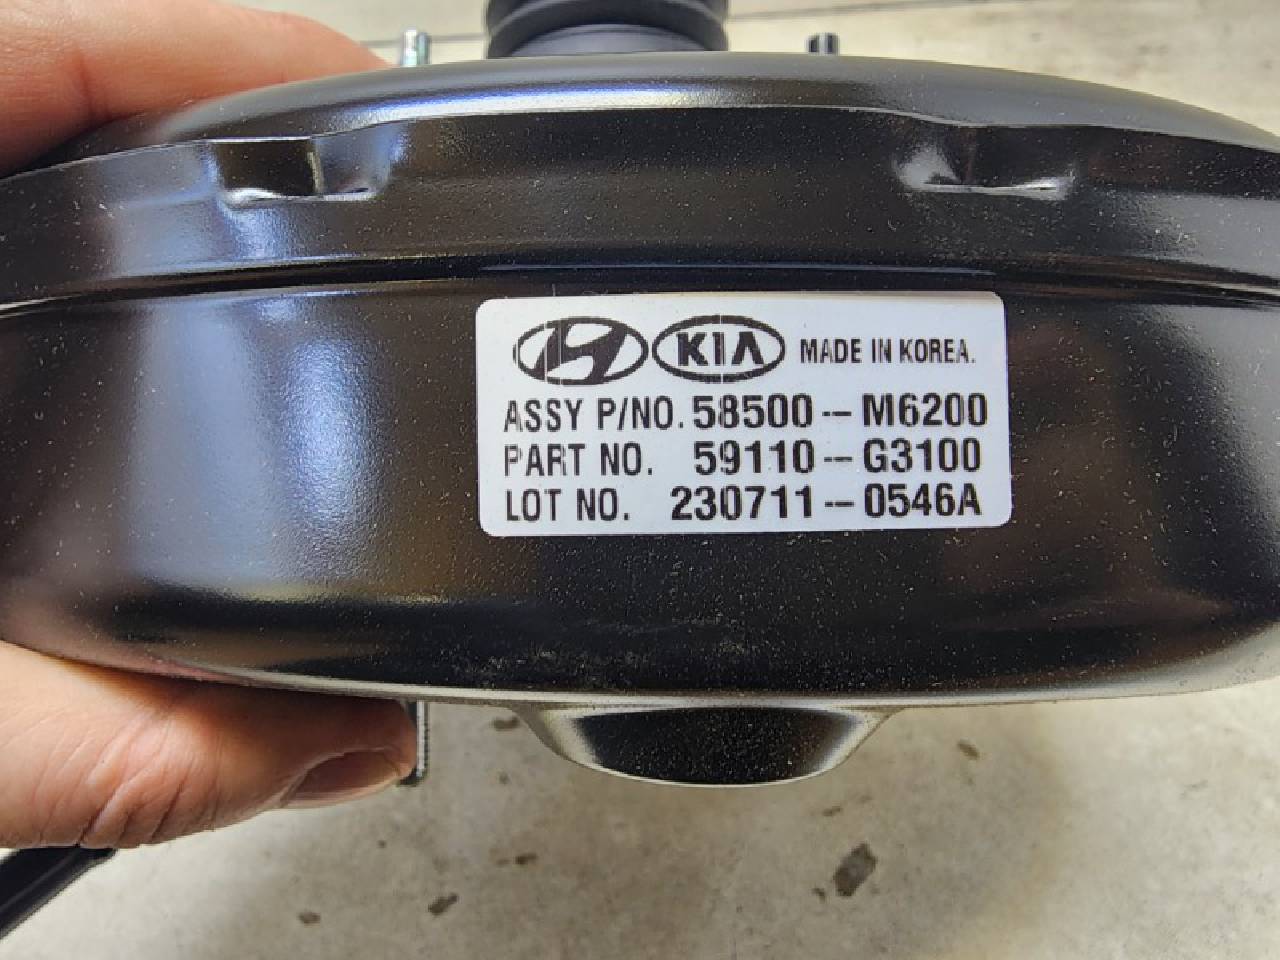 KIA MADE IN KOREA.
ASSY P/NO. 58500--M6200
PART NO. 59110--G3100
LOT NO. 230711--0546A